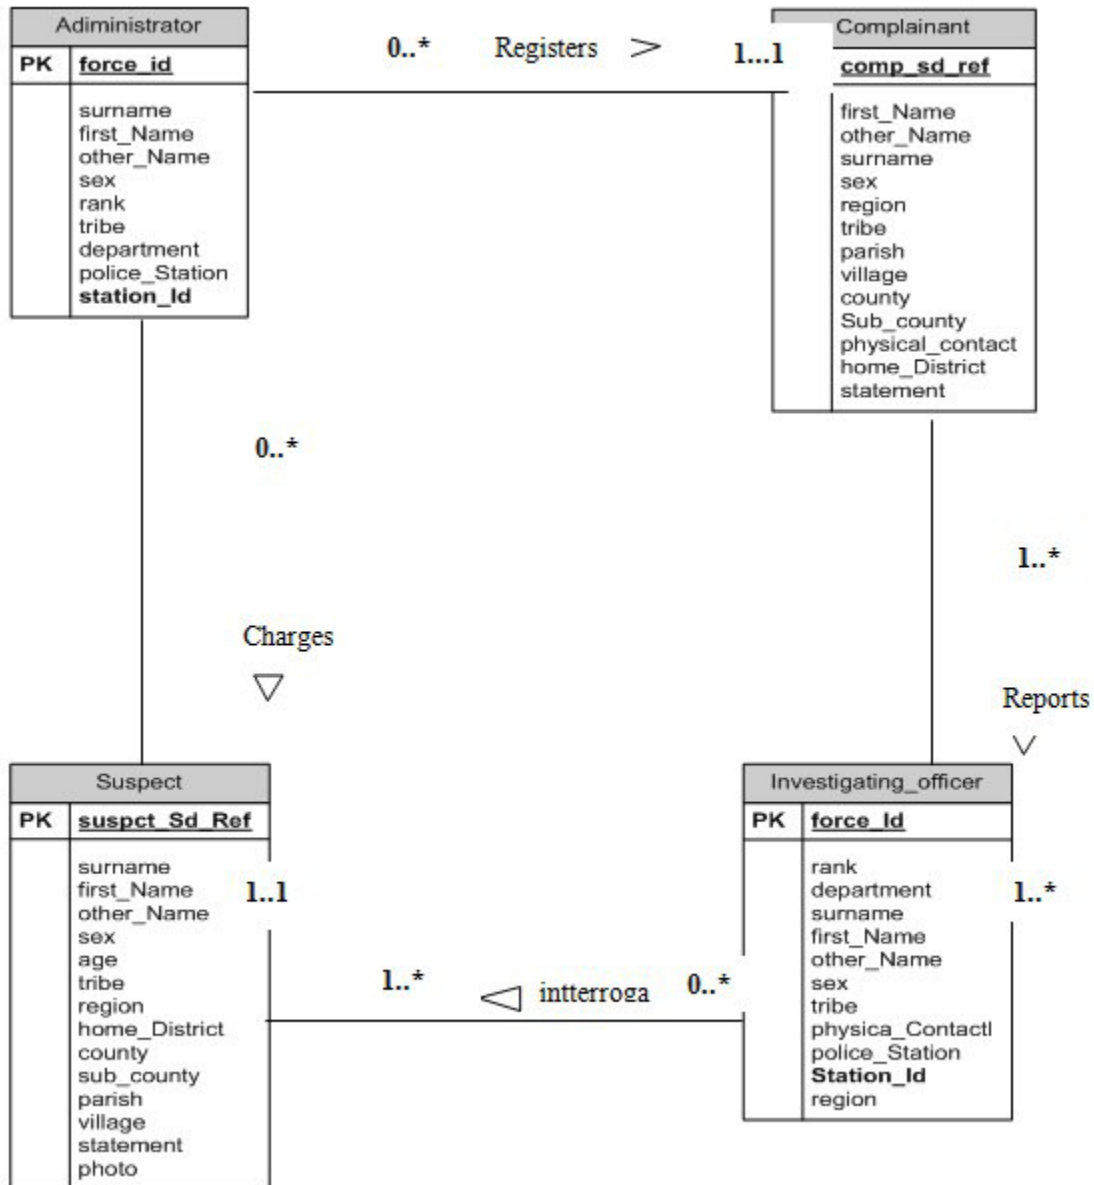 Adiministrator
PK force_id
surname
first_Name
other_Name
sex
rank
tribe
department
police_Station
station_Id
0..* Registers > 1...1
Complainant
comp_sd_ref
first_Name
other_Name
surname
sex
region
tribe
parish
village
county
Sub_county
physical_contact
home_District
statement
0..*
Charges
1..*
Reports
Suspect
PK suspct_Sd_Ref
surname
first_Name
other_Name
sex
age
tribe
region
home_District
county
sub_county
parish
village
statement
photo
1..1
1..* intterroga 0..*
Investigating_officer
PK force_Id
rank
department
surname
first_Name
other_Name
sex
tribe
physica_Contactl
police_Station
Station_Id
region
1..*